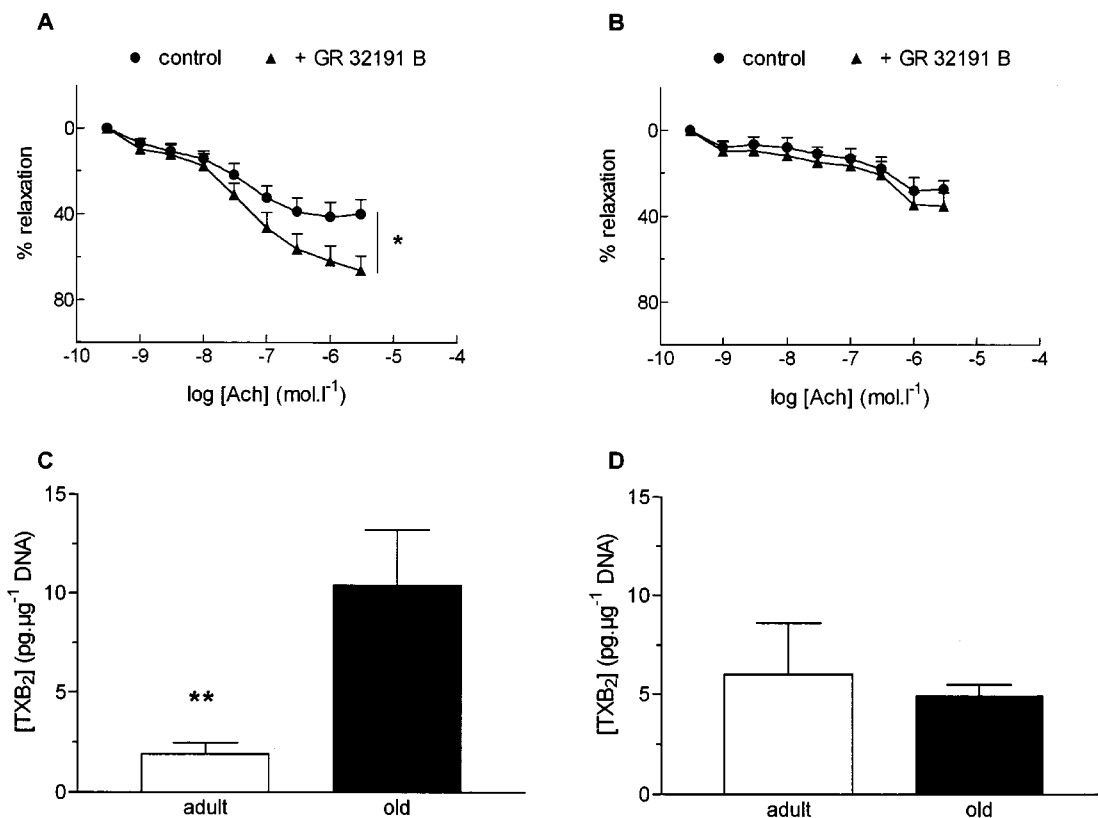 A
● control ▲ + GR 32191 B
% relaxation
0
40
80
*
-10 -9 -8 -7 -6 -5 -4
log [Ach] (mol.l⁻¹)
B
● control ▲ + GR 32191 B
% relaxation
0
40
80
-10 -9 -8 -7 -6 -5 -4
log [Ach] (mol.l⁻¹)
C
[TXB₂] (pg.µg⁻¹ DNA)
15
10
5
0
**
adult old
D
[TXB₂] (pg.µg⁻¹ DNA)
15
10
5
0
adult old